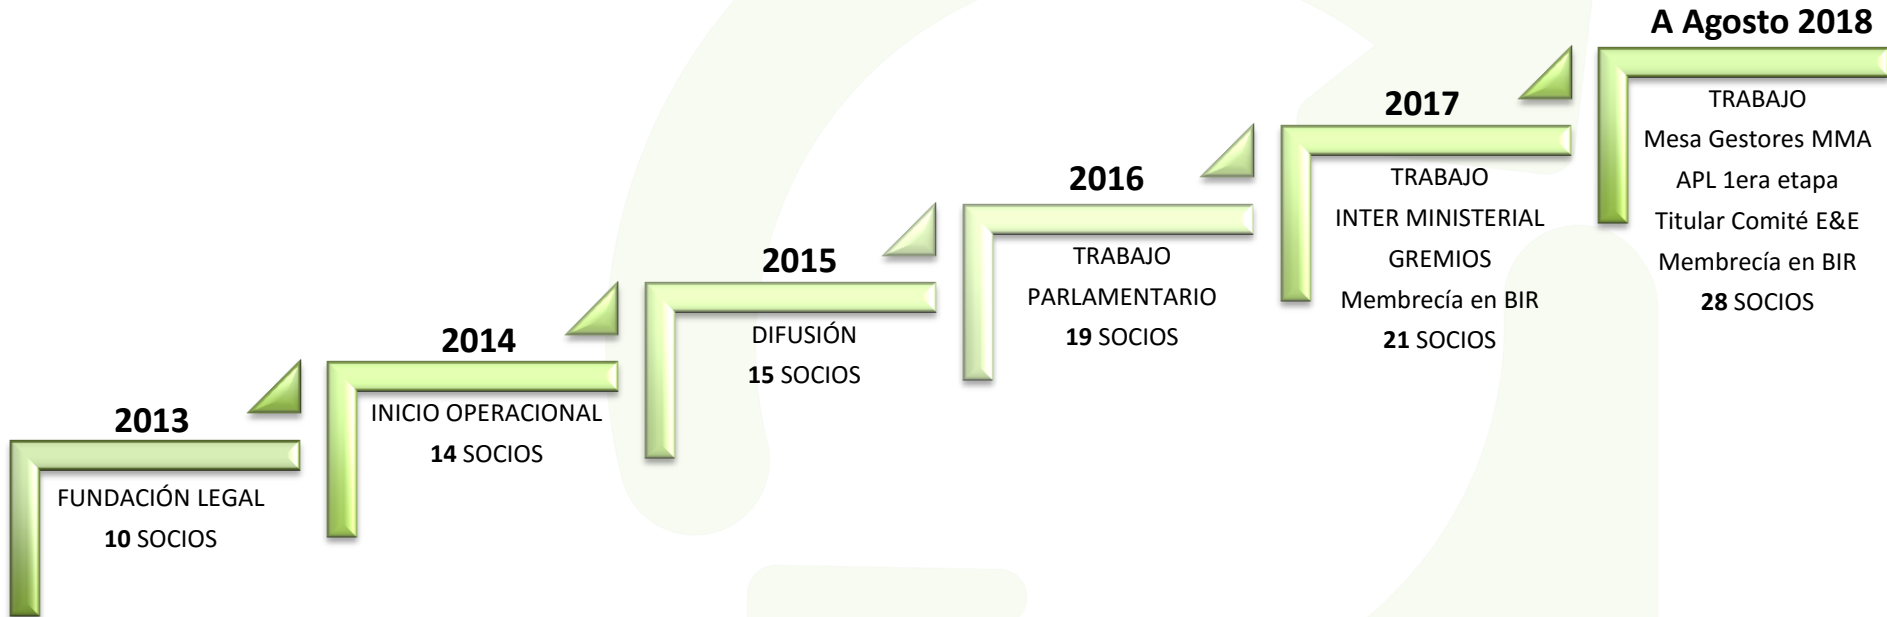 2013
FUNDACIÓN LEGAL
10 SOCIOS
2014
INICIO OPERACIONAL
14 SOCIOS
2015
DIFUSIÓN
15 SOCIOS
2016
TRABAJO
PARLAMENTARIO
19 SOCIOS
2017
TRABAJO
INTER MINISTERIAL
GREMIOS
Membrecía en BIR
21 SOCIOS
A Agosto 2018
TRABAJO
Mesa Gestores MMA
APL 1era etapa
Titular Comité E&E
Membrecía en BIR
28 SOCIOS